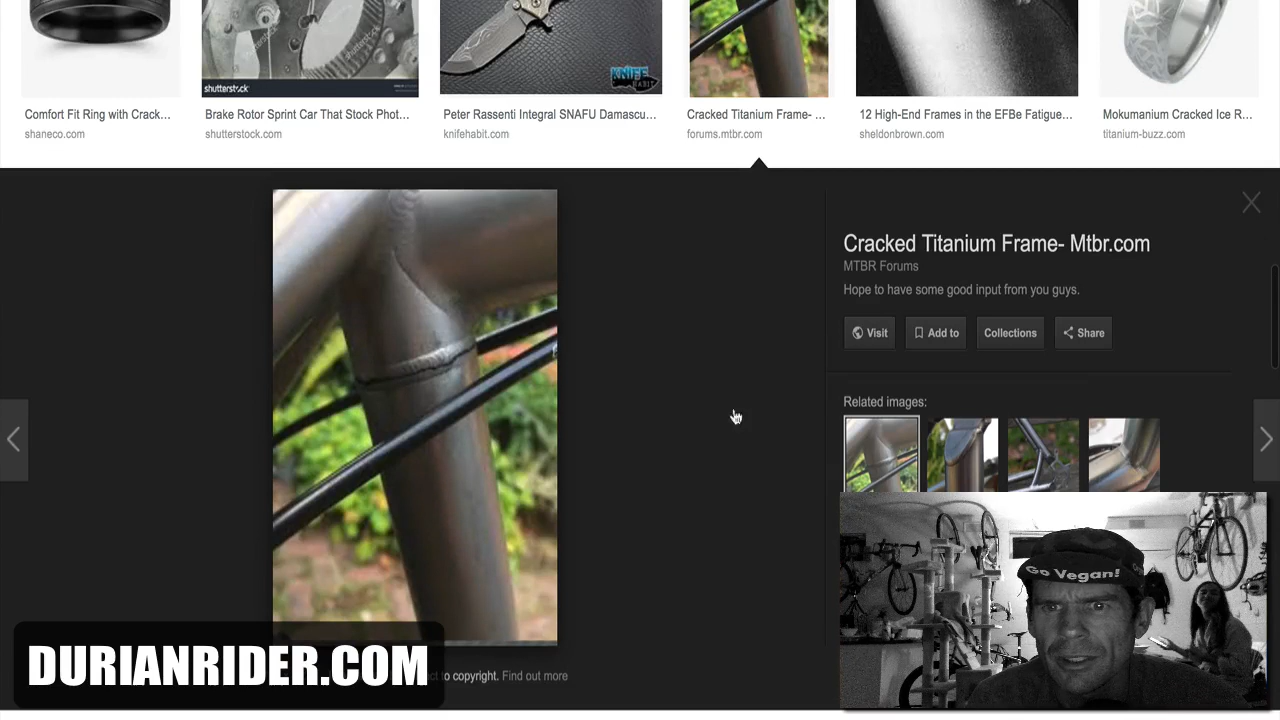 shutterstock
KNIFE
HABIT
Comfort Fit Ring with Crack...
Brake Rotor Sprint Car That Stock Phot...
Peter Rassenti Integral SNAFU Damascu...
Cracked Titanium Frame- ...
12 High-End Frames in the EFBe Fatigue...
Mokumanium Cracked Ice R...
shaneco.com
shutterstock.com
knifehabit.com
forums.mtbr.com
sheldonbrown.com
titanium-buzz.com
Cracked Titanium Frame- Mtbr.com
MTBR Forums
Hope to have some good input from you guys.
Visit
Add to
Collections
Share
Related images:
Go Vegan!
DURIANRIDER.COM
to copyright. Find out more